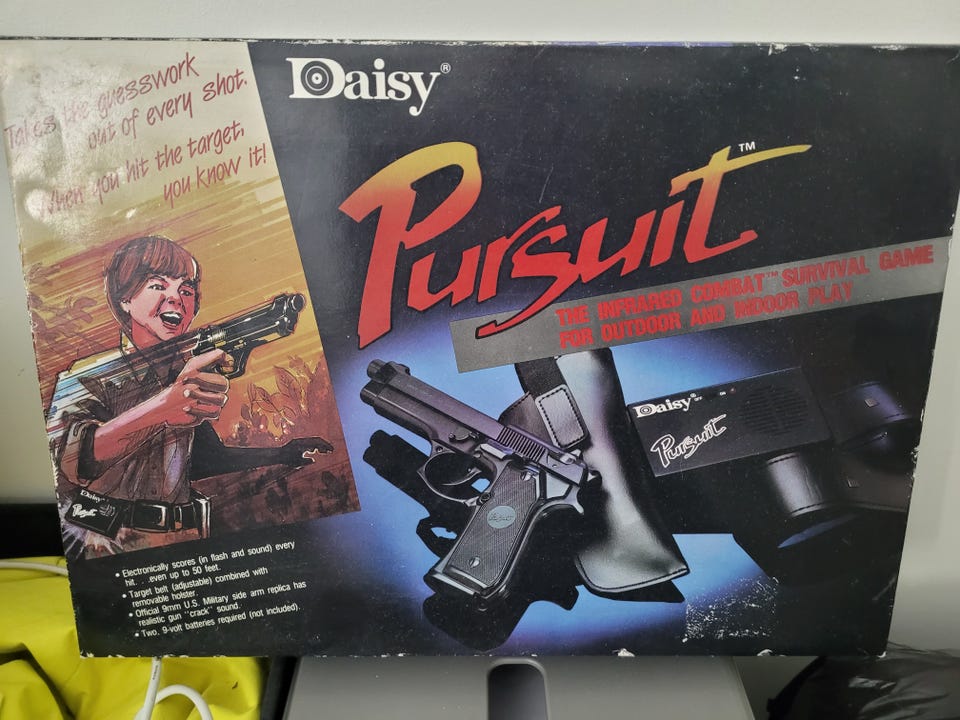 Takes the guesswork
out of every shot.
When you hit the target,
you know it!
Daisy®
Pursuit™
THE INFRARED COMBAT™ SURVIVAL GAME
FOR OUTDOOR AND INDOOR PLAY
Daisy®
Pursuit
Pursuit
Daisy
Pursuit
• Electronically scores (in flash and sound) every
hit. . .even up to 50 feet.
• Target belt (adjustable) combined with
removable holster.
• Official 9mm U.S. Military side arm replica has
realistic gun "crack" sound.
• Two, 9-volt batteries required (not included).